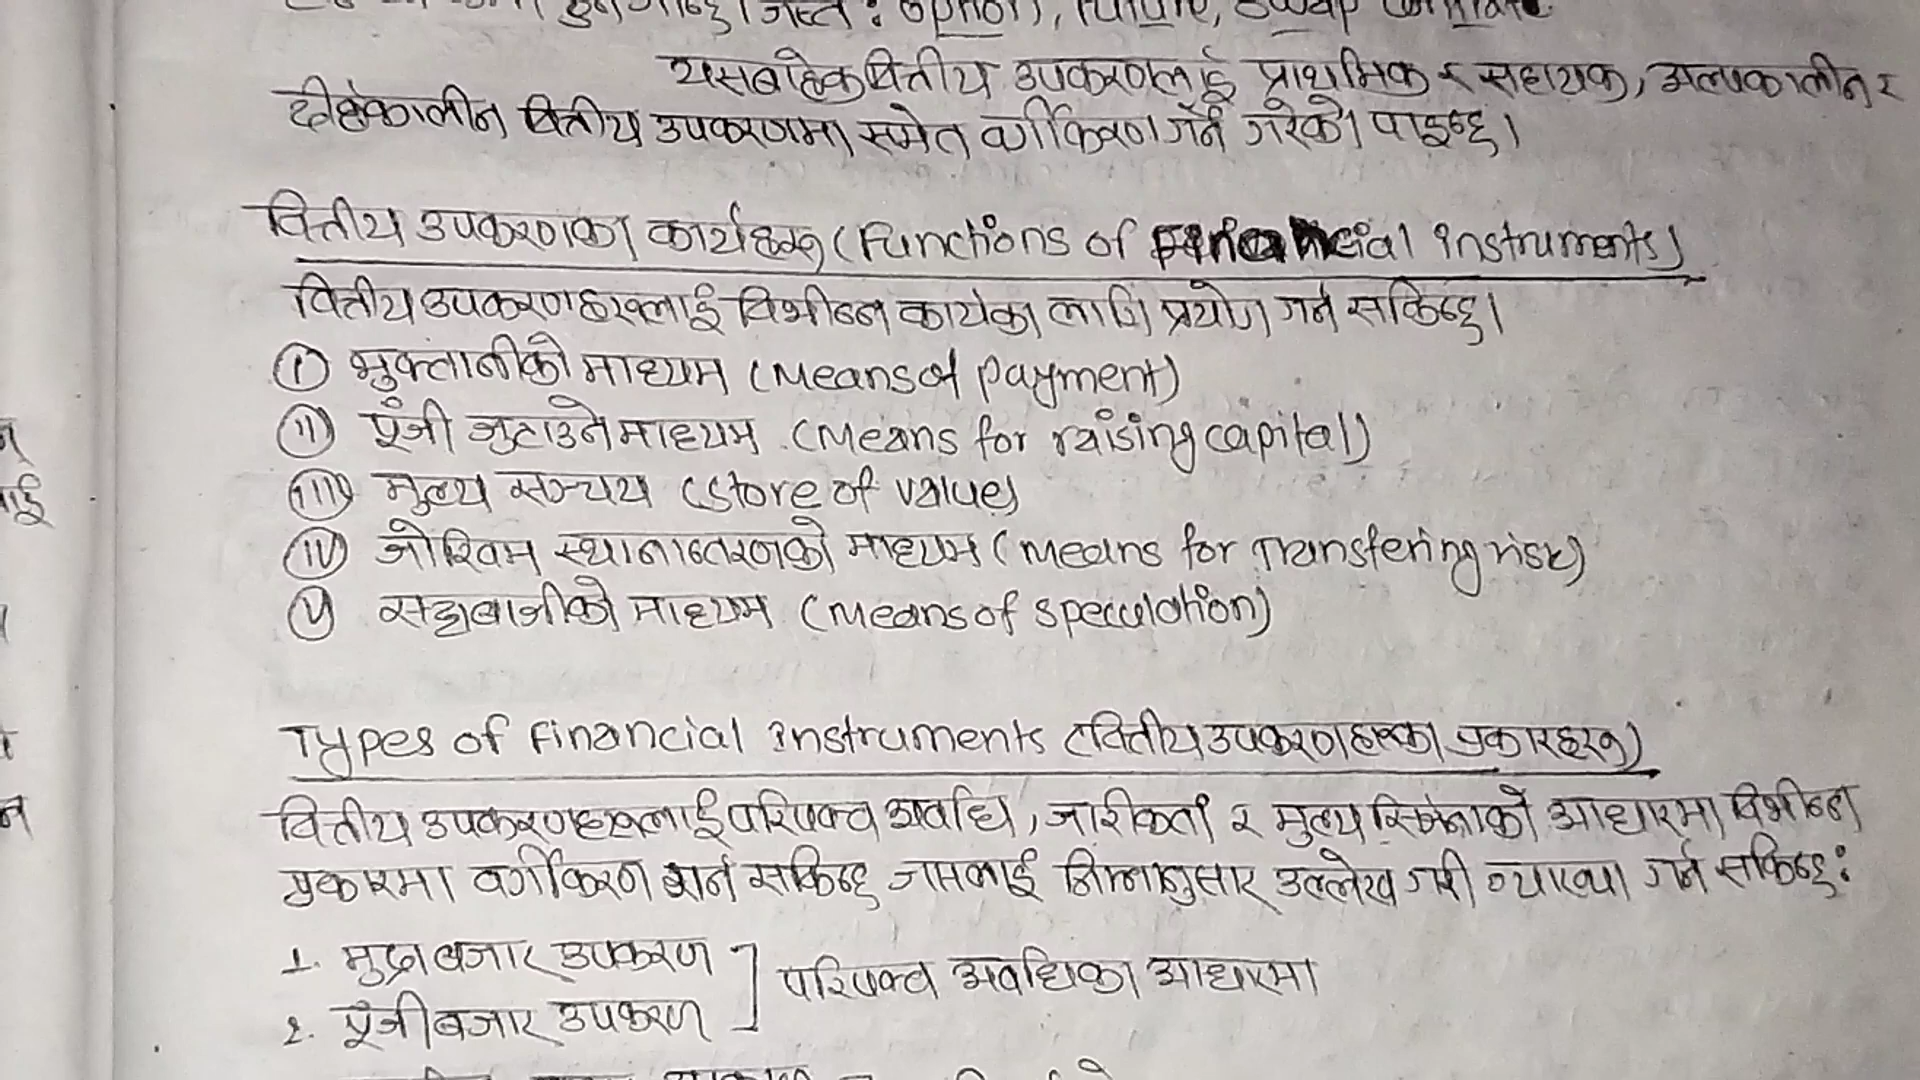 जस्तै : option, future, swap
यसबाहेक वित्तीय उपकरणलाई प्राथमिक र सहायक, अल्पकालीन र
दीर्घकालीन वित्तीय उपकरणमा समेत वर्गिकरण गर्ने गरेको पाइन्छ।
वित्तीय उपकरणका कार्यहरू (Functions of Financial instruments)
वित्तीय उपकरणहरूलाई विभीन्न कार्यका लागि प्रयोग गर्न सकिन्छ।
(I) भुक्तानीको माध्यम (Means of payment)
(II) पूंजी जुटाउने माध्यम (Means for raising capital)
(III) मुल्य सञ्चय (Store of value)
(IV) जोखिम स्थानान्तरणको माध्यम (Means for Transfering risk)
(V) सट्टाबाजीको माध्यम (Means of speculation)
Types of Financial instruments (वित्तीय उपकरणहरूका प्रकारहरू)
वित्तीय उपकरणहरूलाई परिपक्व अवधि, जारीकर्ता र मुल्य सिर्जनाको आधारमा विभीन्न
प्रकारमा वर्गीकरण गर्न सकिन्छ जसलाई निम्नानुसार उल्लेख गरी व्याख्या गर्न सकिन्छ:
1. मुद्रा बजार उपकरण
2. पूंजी बजार उपकरण
परिपक्व अवधिका आधारमा